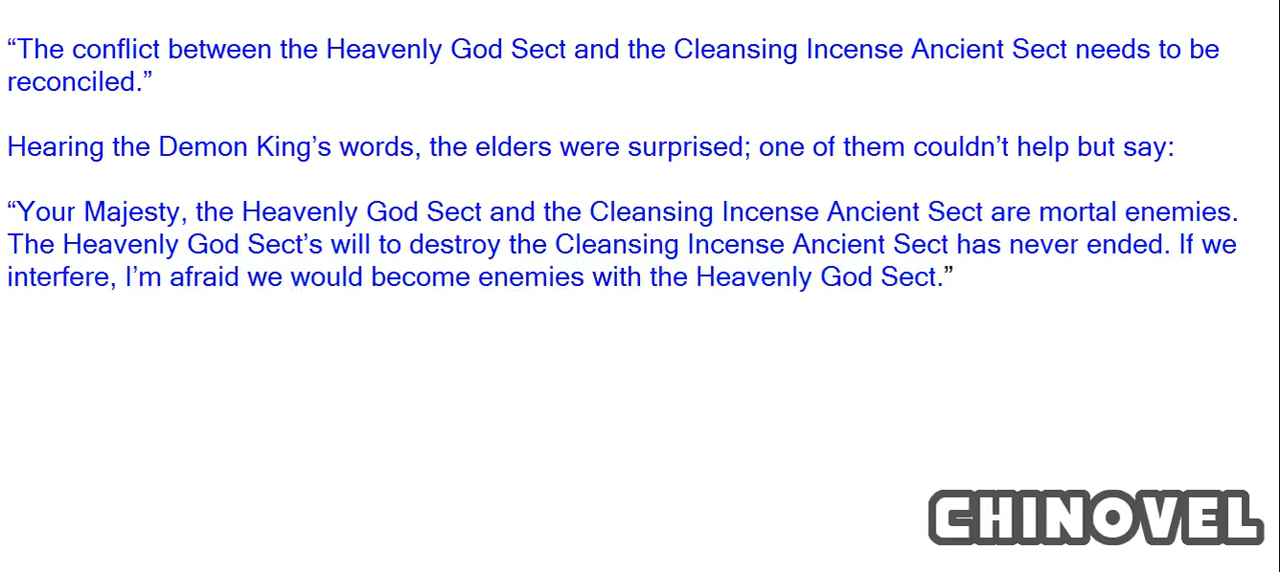 “The conflict between the Heavenly God Sect and the Cleansing Incense Ancient Sect needs to be
reconciled.”
Hearing the Demon King’s words, the elders were surprised; one of them couldn’t help but say:
“Your Majesty, the Heavenly God Sect and the Cleansing Incense Ancient Sect are mortal enemies.
The Heavenly God Sect’s will to destroy the Cleansing Incense Ancient Sect has never ended. If we
interfere, I’m afraid we would become enemies with the Heavenly God Sect.”
CHINOVEL